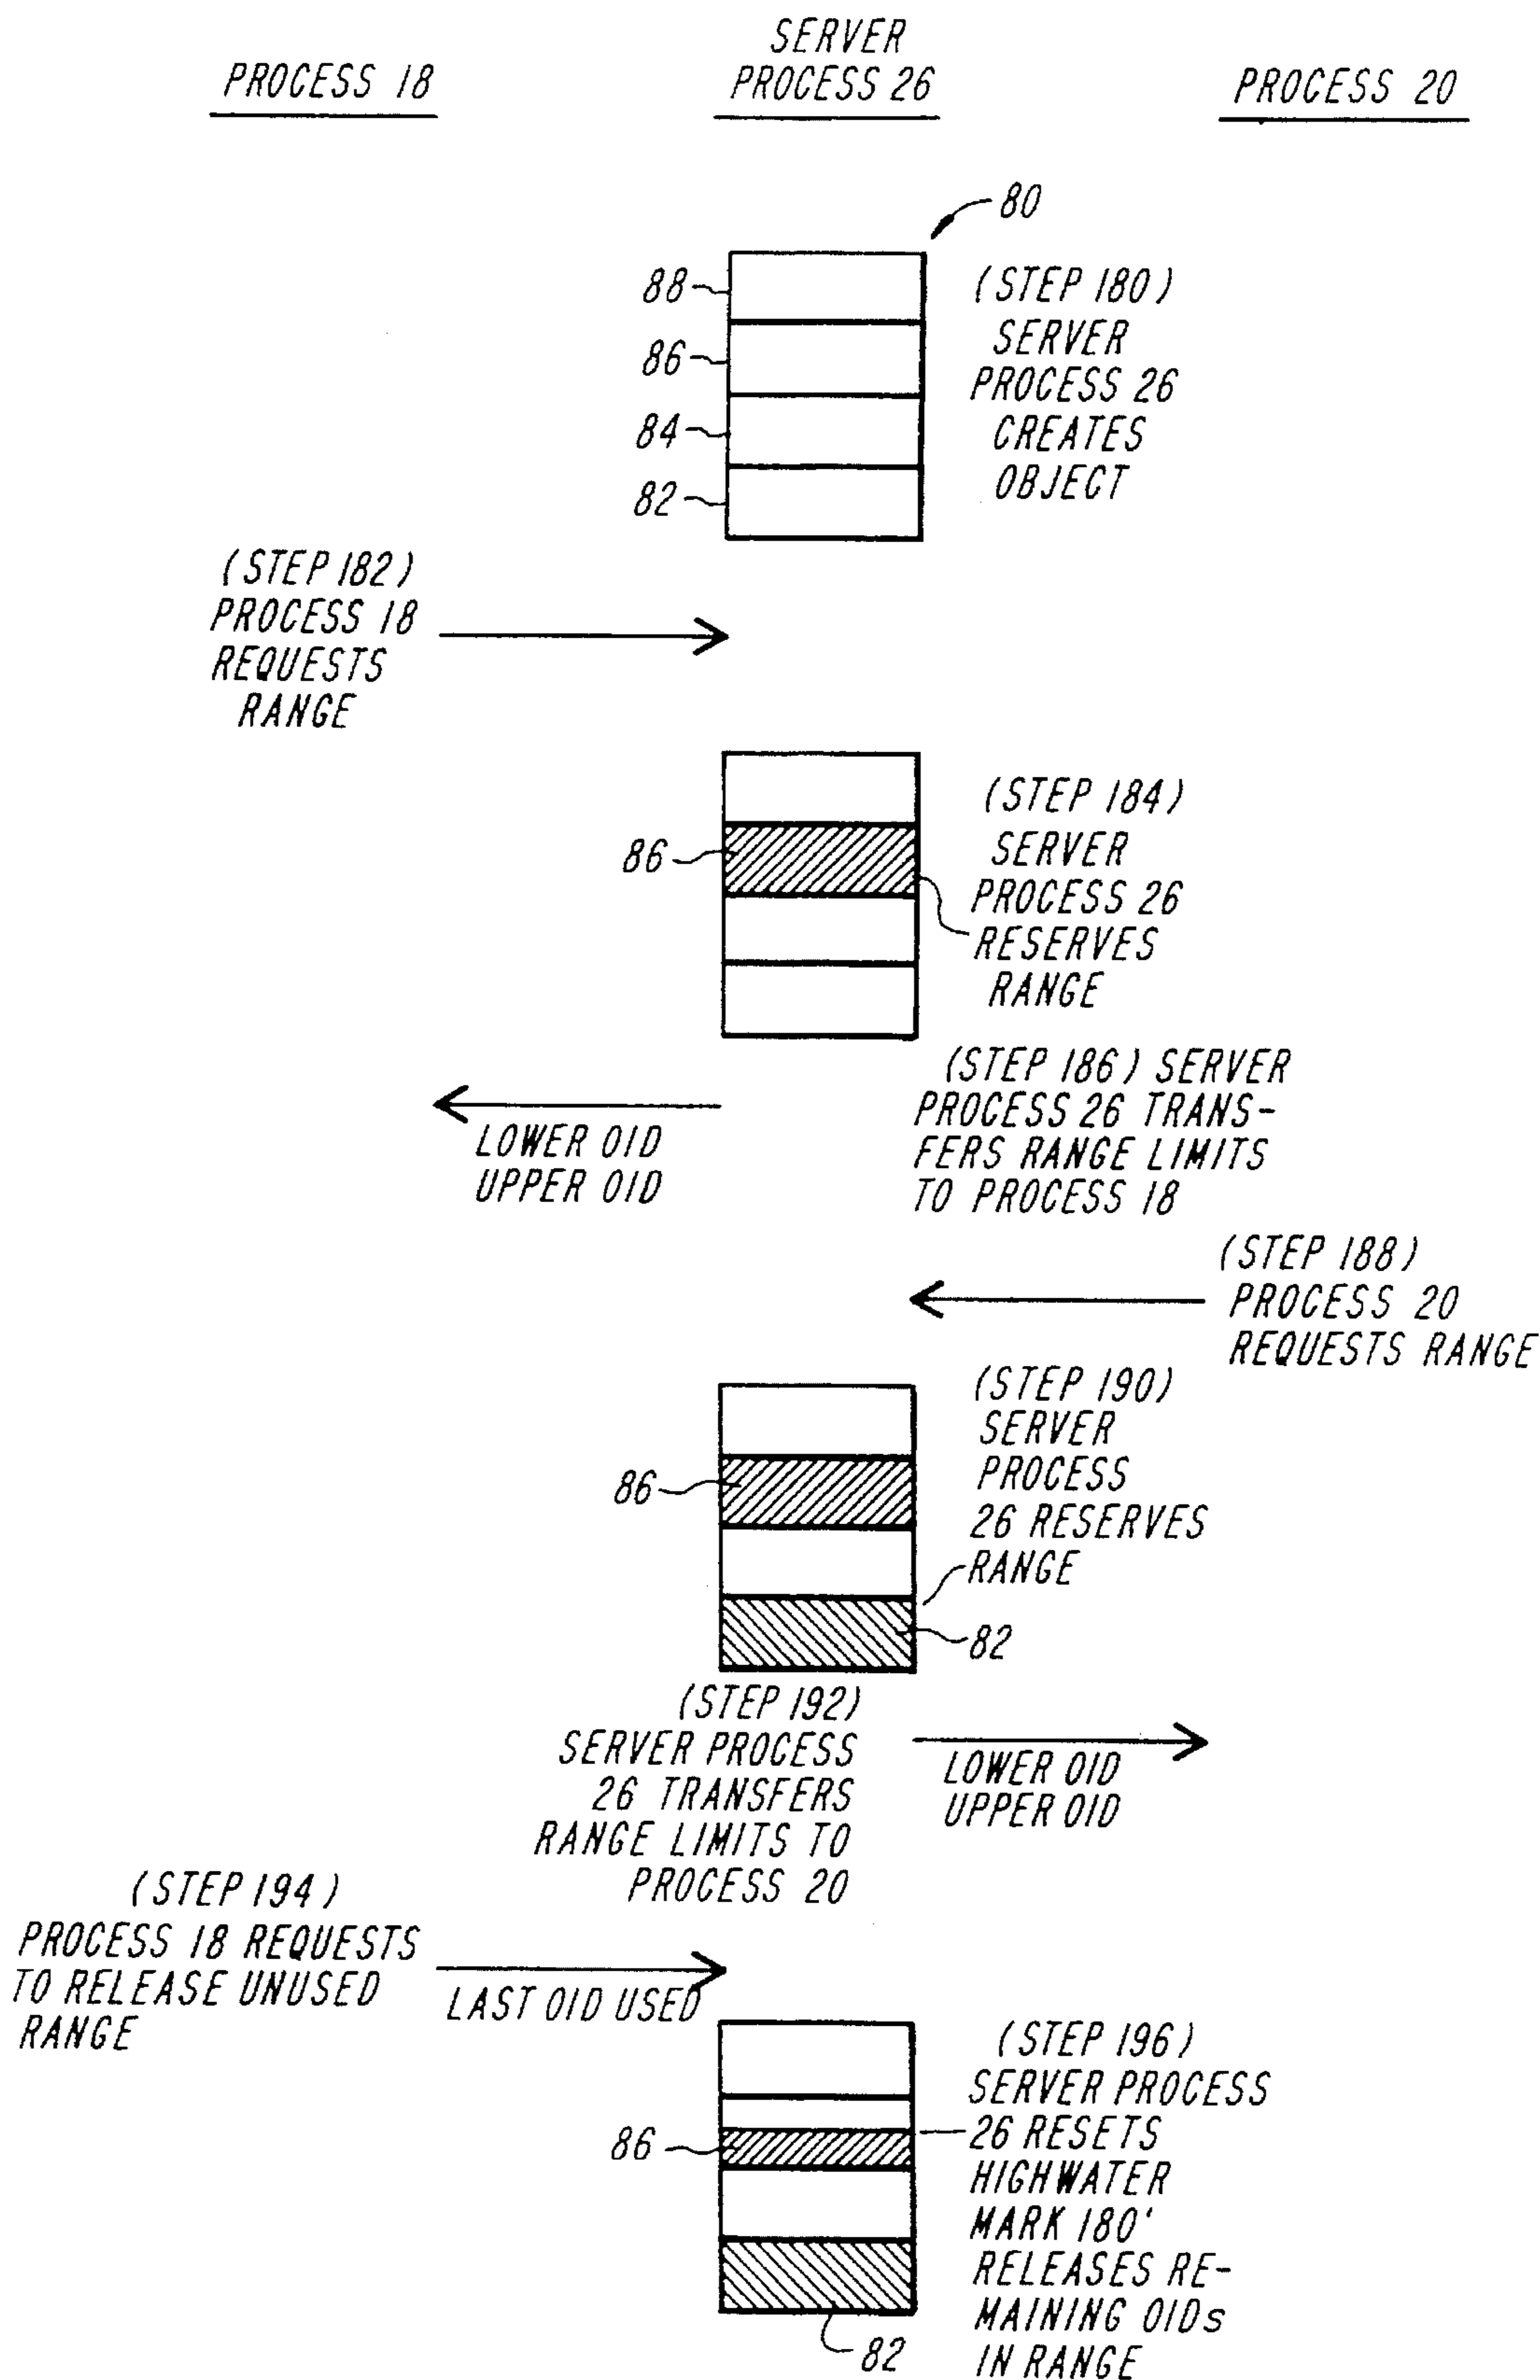 PROCESS 18
SERVER
PROCESS 26
PROCESS 20
80
88
86
84
82
(STEP 180)
SERVER
PROCESS 26
CREATES
OBJECT
(STEP 182)
PROCESS 18
REQUESTS
RANGE
86
(STEP 184)
SERVER
PROCESS 26
RESERVES
RANGE
LOWER OID
UPPER OID
(STEP 186) SERVER
PROCESS 26 TRANS-
FERS RANGE LIMITS
TO PROCESS 18
(STEP 188)
PROCESS 20
REQUESTS RANGE
86
(STEP 190)
SERVER
PROCESS
26 RESERVES
RANGE
82
(STEP 192)
SERVER PROCESS
26 TRANSFERS
RANGE LIMITS TO
PROCESS 20
LOWER OID
UPPER OID
(STEP 194)
PROCESS 18 REQUESTS
TO RELEASE UNUSED
RANGE
LAST OID USED
86
(STEP 196)
SERVER PROCESS
26 RESETS
HIGHWATER
MARK 180'
RELEASES RE-
MAINING OIDs
IN RANGE
82